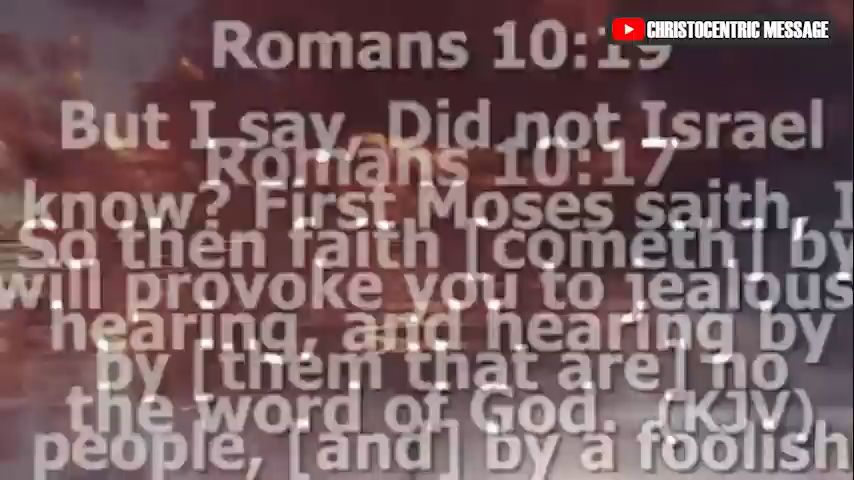 CHRISTOCENTRIC MESSAGE
Romans 10:19
But I say, Did not Israel
Romans 10:17
know? First Moses saith, I
So then faith [cometh] by
will provoke you to jealous
hearing, and hearing by
by [them that are] no
the word of God. (KJV)
people, [and] by a foolish